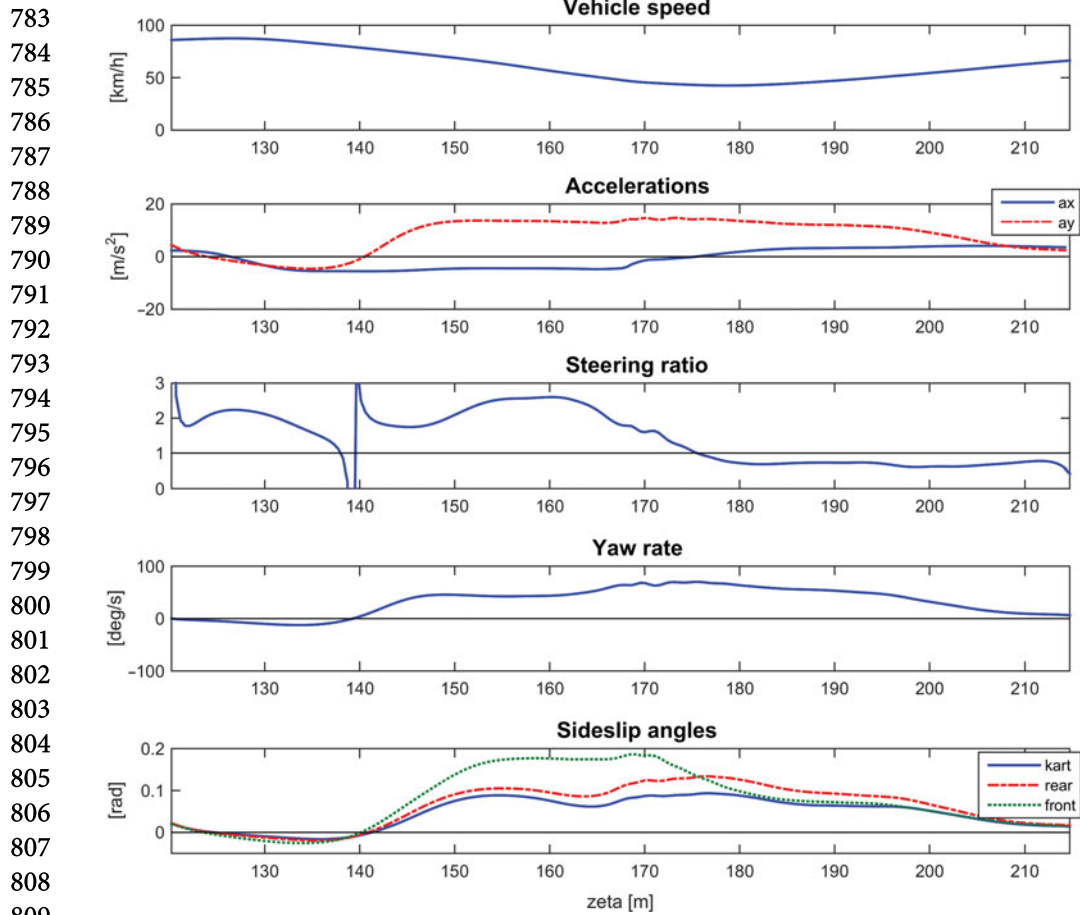 783
784
785
786
787
788
789
790
791
792
793
794
795
796
797
798
799
800
801
802
803
804
805
806
807
808
809
Vehicle speed
100
50
0
[km/h]
130 140 150 160 170 180 190 200 210
Accelerations
20
0
−20
[m/s²]
ax
ay
130 140 150 160 170 180 190 200 210
Steering ratio
3
2
1
0
130 140 150 160 170 180 190 200 210
Yaw rate
100
0
−100
[deg/s]
130 140 150 160 170 180 190 200 210
Sideslip angles
0.2
0.1
0
[rad]
kart
rear
front
130 140 150 160 170 180 190 200 210
zeta [m]